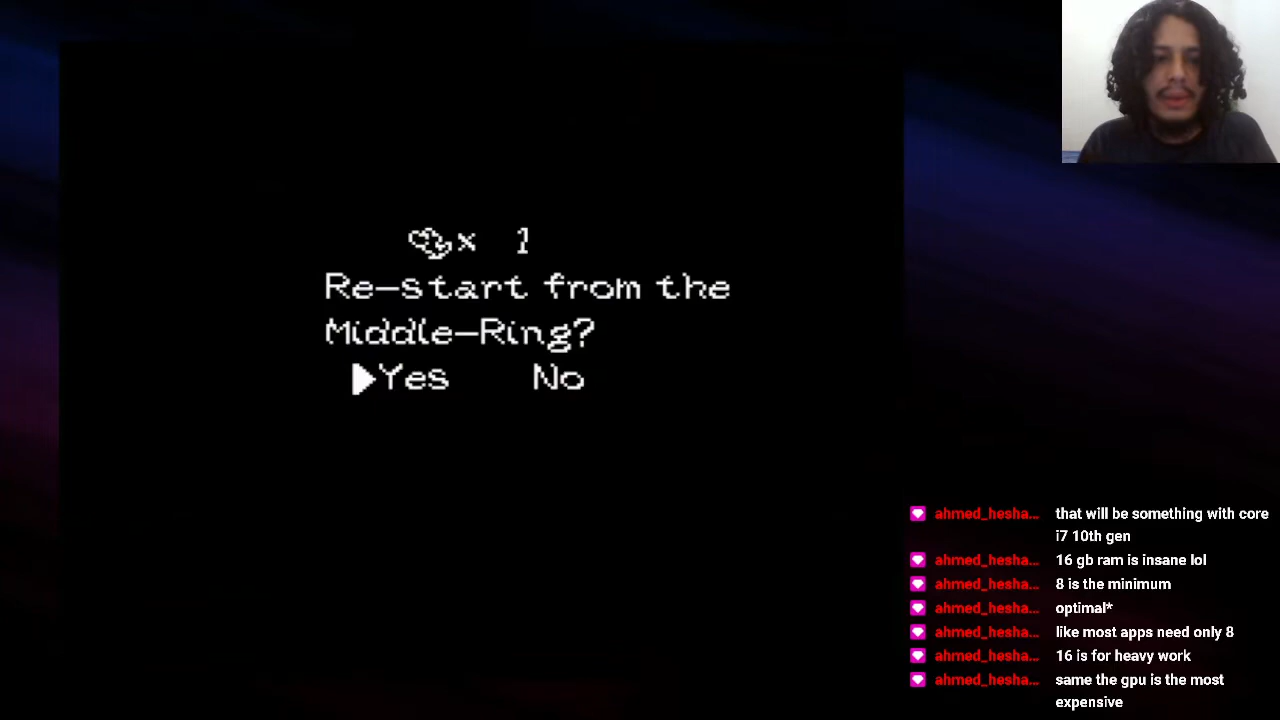 x 1
Re-start from the
Middle-Ring?
Yes No
ahmed_hesha... that will be something with core
i7 10th gen
ahmed_hesha... 16 gb ram is insane lol
ahmed_hesha... 8 is the minimum
ahmed_hesha... optimal*
ahmed_hesha... like most apps need only 8
ahmed_hesha... 16 is for heavy work
ahmed_hesha... same the gpu is the most
expensive